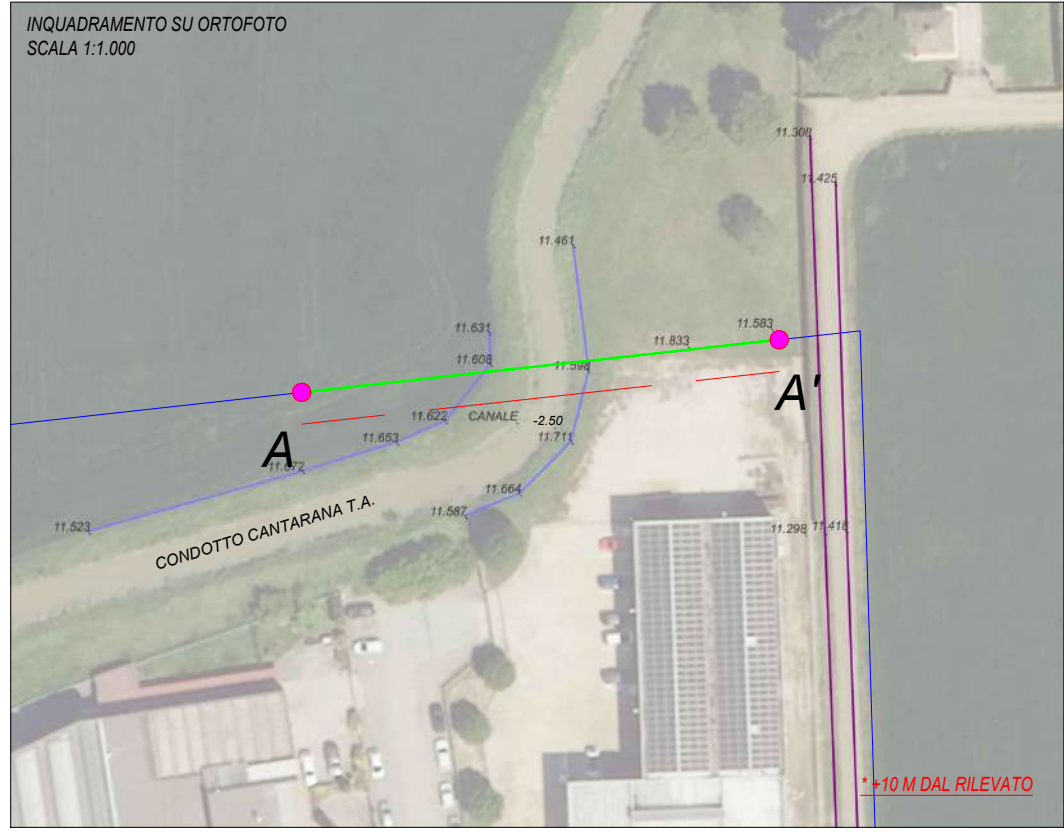 INQUADRAMENTO SU ORTOFOTO
SCALA 1:1.000
11.308
11.425
11.461
11.631
11.583
11.833
11.608
11.598
A'
11.622
CANALE
-2.50
11.711
11.653
A
11.672
11.664
CONDOTTO CANTARANA T.A.
11.587
11.523
11.298
11.418
* +10 M DAL RILEVATO